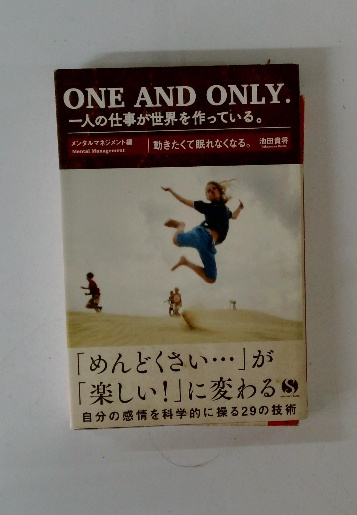 ONE AND ONLY.
一人の仕事が世界を作っている。
メンタルマネジメント編
Mental Management
動きたくて眠れなくなる。
池田貴将
「めんどくさい…」が
「楽しい!」に変わる
S
自分の感情を科学的に操る29の技術